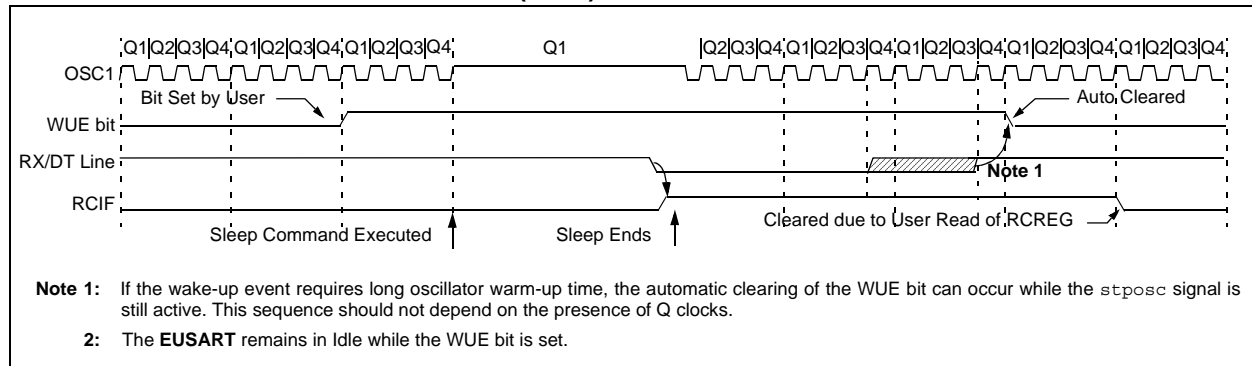 Q1 Q2 Q3 Q4 Q1 Q2 Q3 Q4 Q1 Q2 Q3 Q4 Q1 Q2 Q3 Q4 Q1 Q2 Q3 Q4 Q1 Q2 Q3 Q4 Q1 Q2 Q3 Q4 Q1 Q2 Q3 Q4
OSC1
Bit Set by User Auto Cleared
WUE bit
RX/DT Line
Note 1
RCIF
Cleared due to User Read of RCREG
Sleep Command Executed Sleep Ends
Note 1: If the wake-up event requires long oscillator warm-up time, the automatic clearing of the WUE bit can occur while the stposc signal is
still active. This sequence should not depend on the presence of Q clocks.
2: The EUSART remains in Idle while the WUE bit is set.